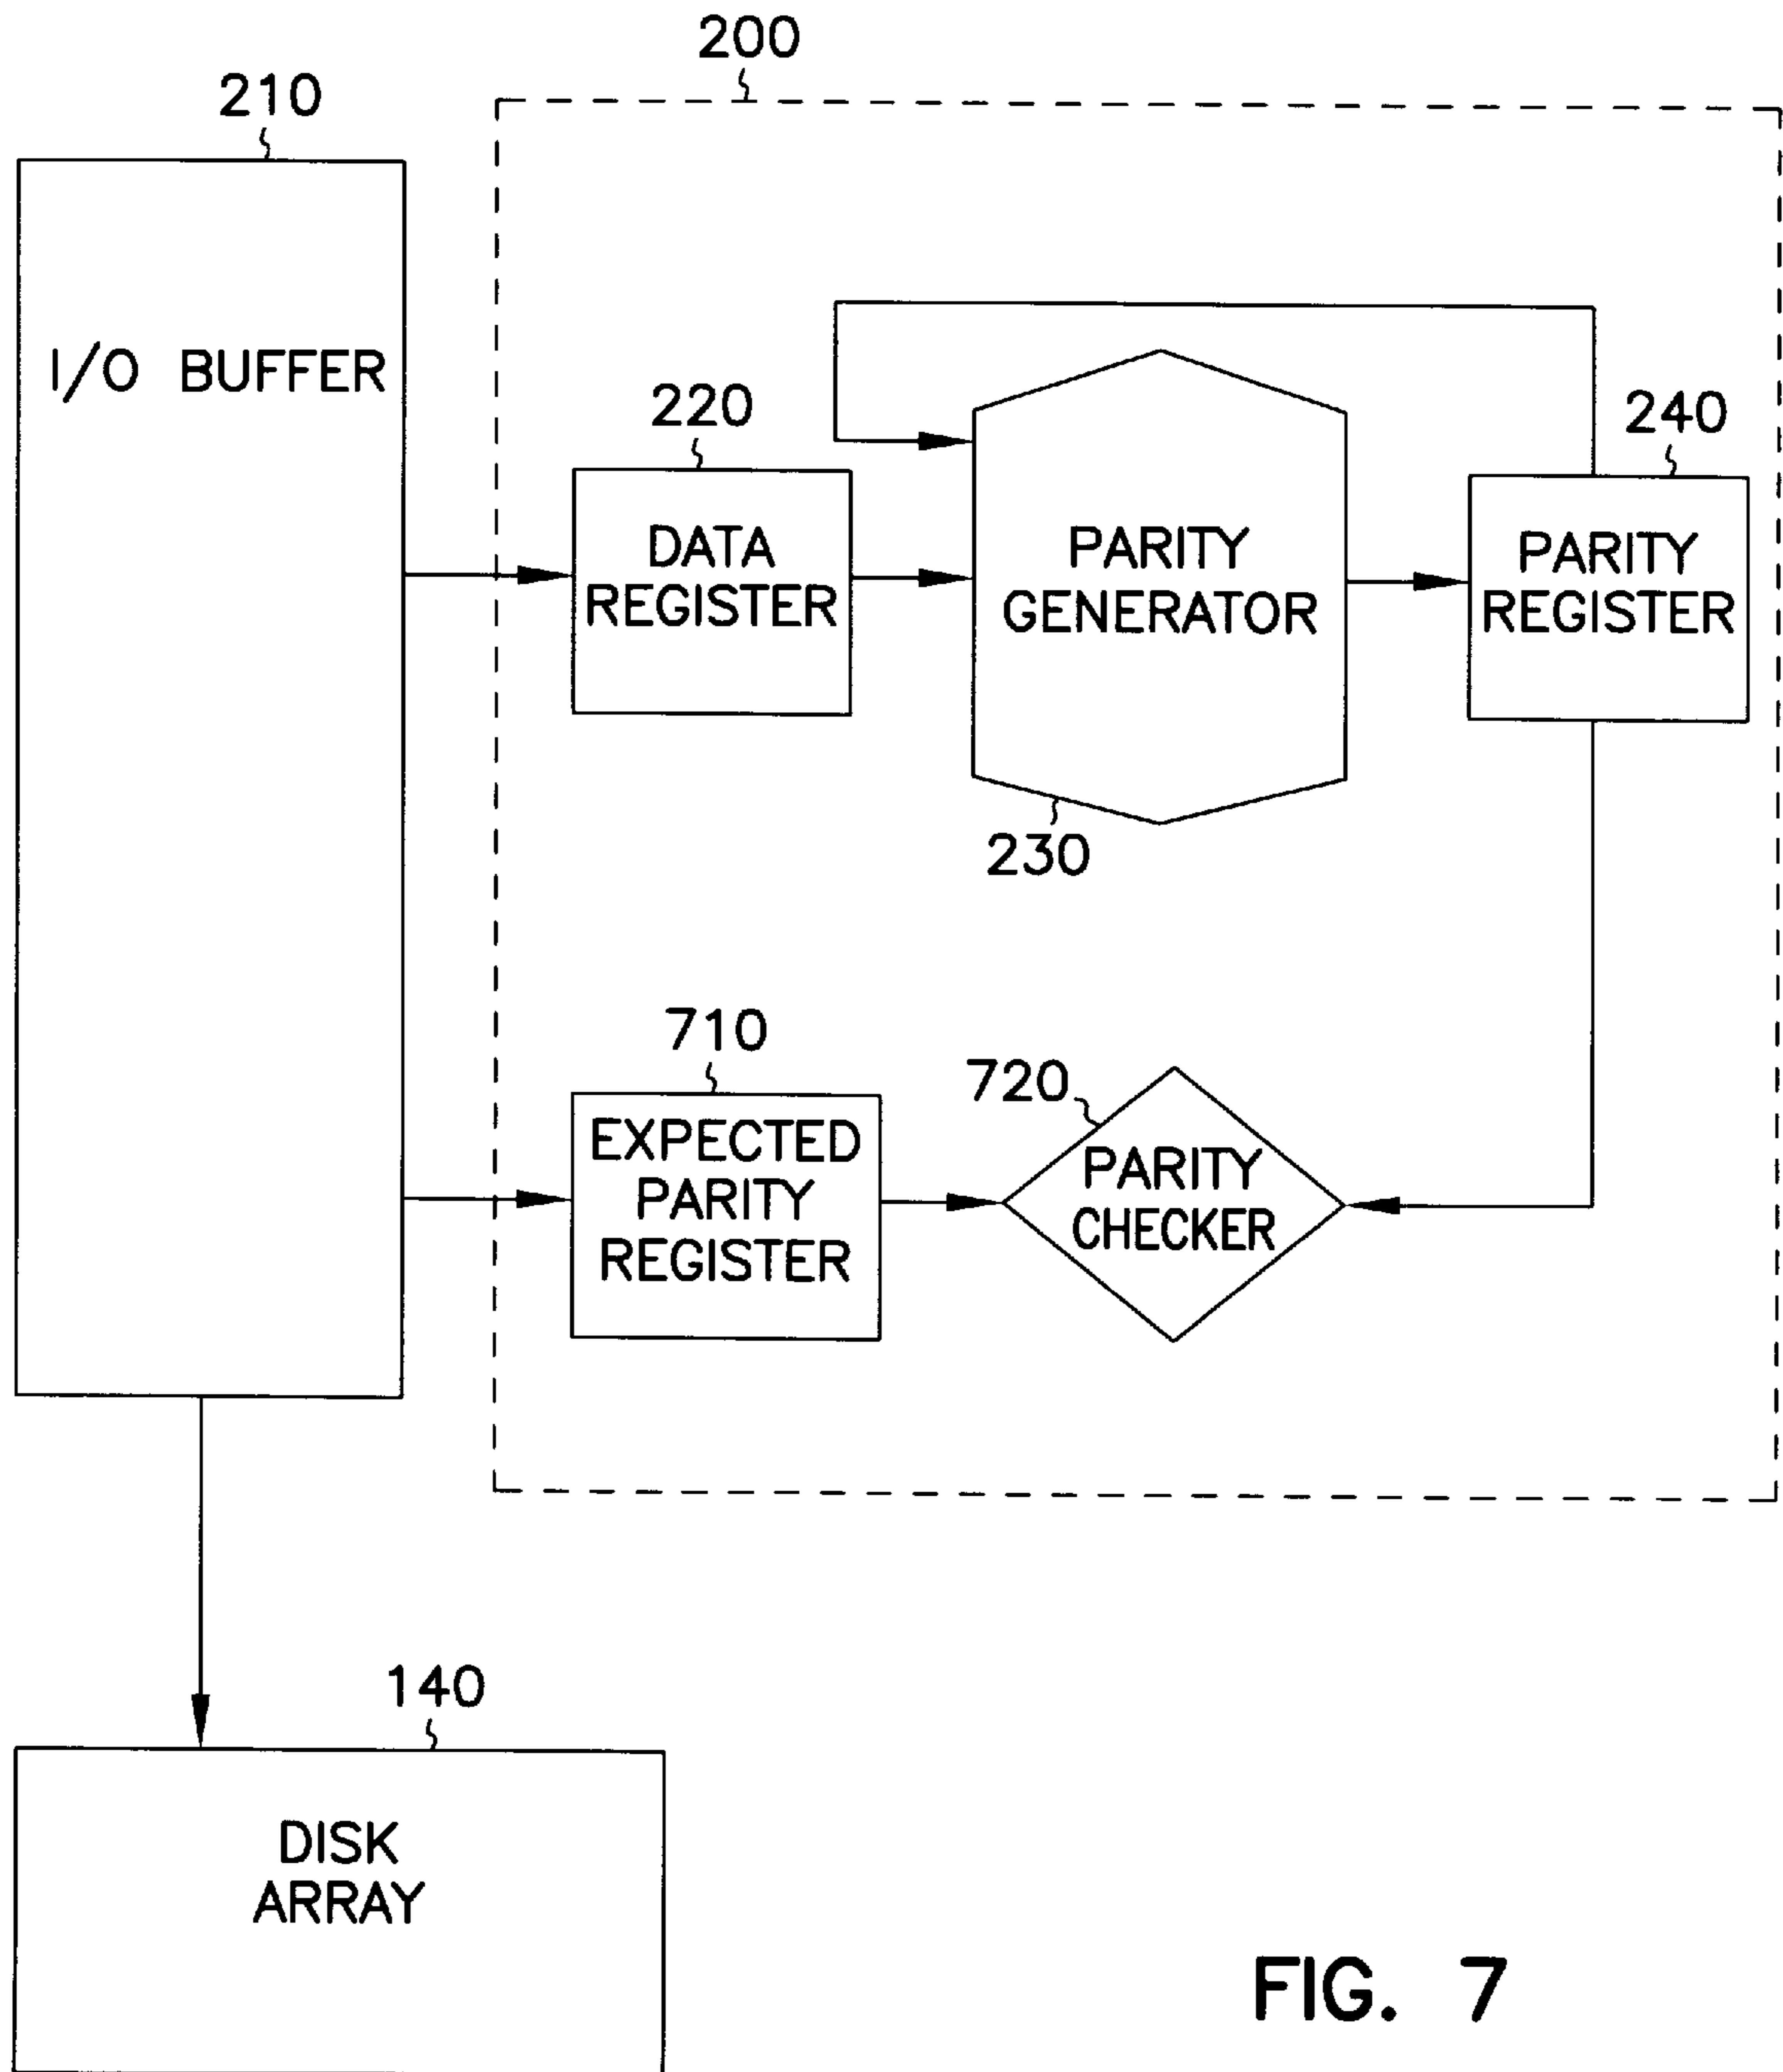 200
210
I/O BUFFER
220
DATA
REGISTER
PARITY
GENERATOR
230
240
PARITY
REGISTER
710
EXPECTED
PARITY
REGISTER
720
PARITY
CHECKER
140
DISK
ARRAY
FIG. 7